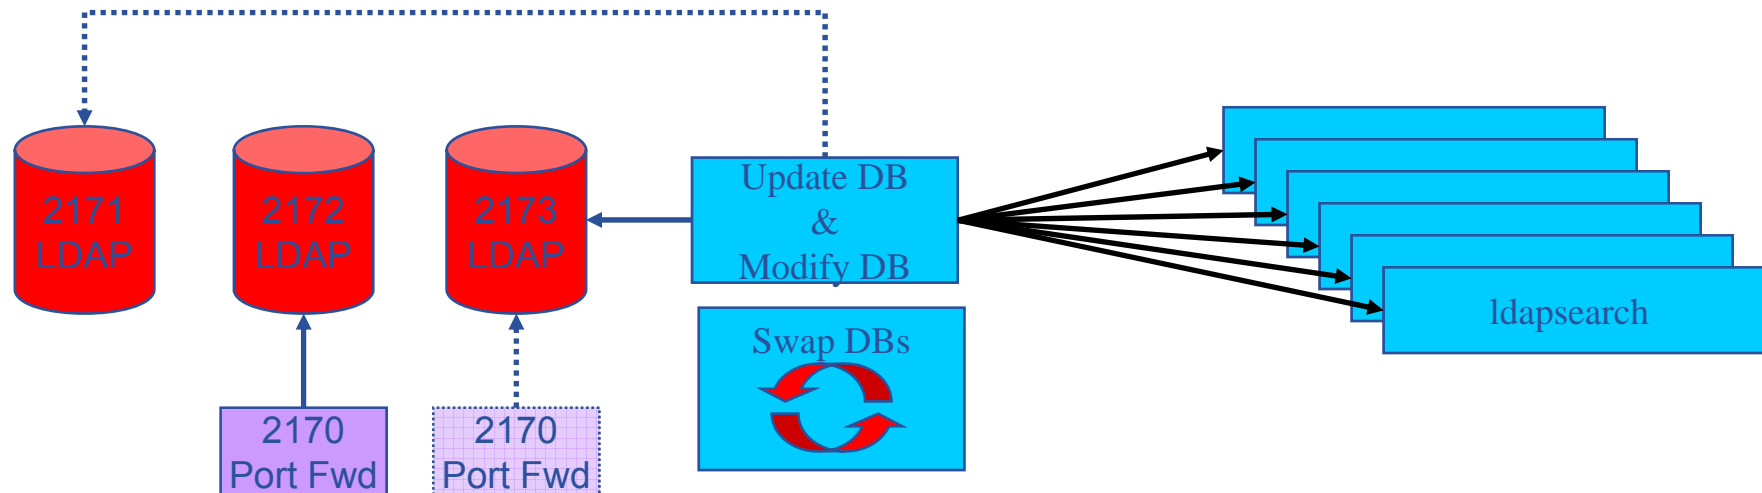 2171
LDAP
2172
LDAP
2173
LDAP
Update DB
&
Modify DB
ldapsearch
Swap DBs
2170
Port Fwd
2170
Port Fwd